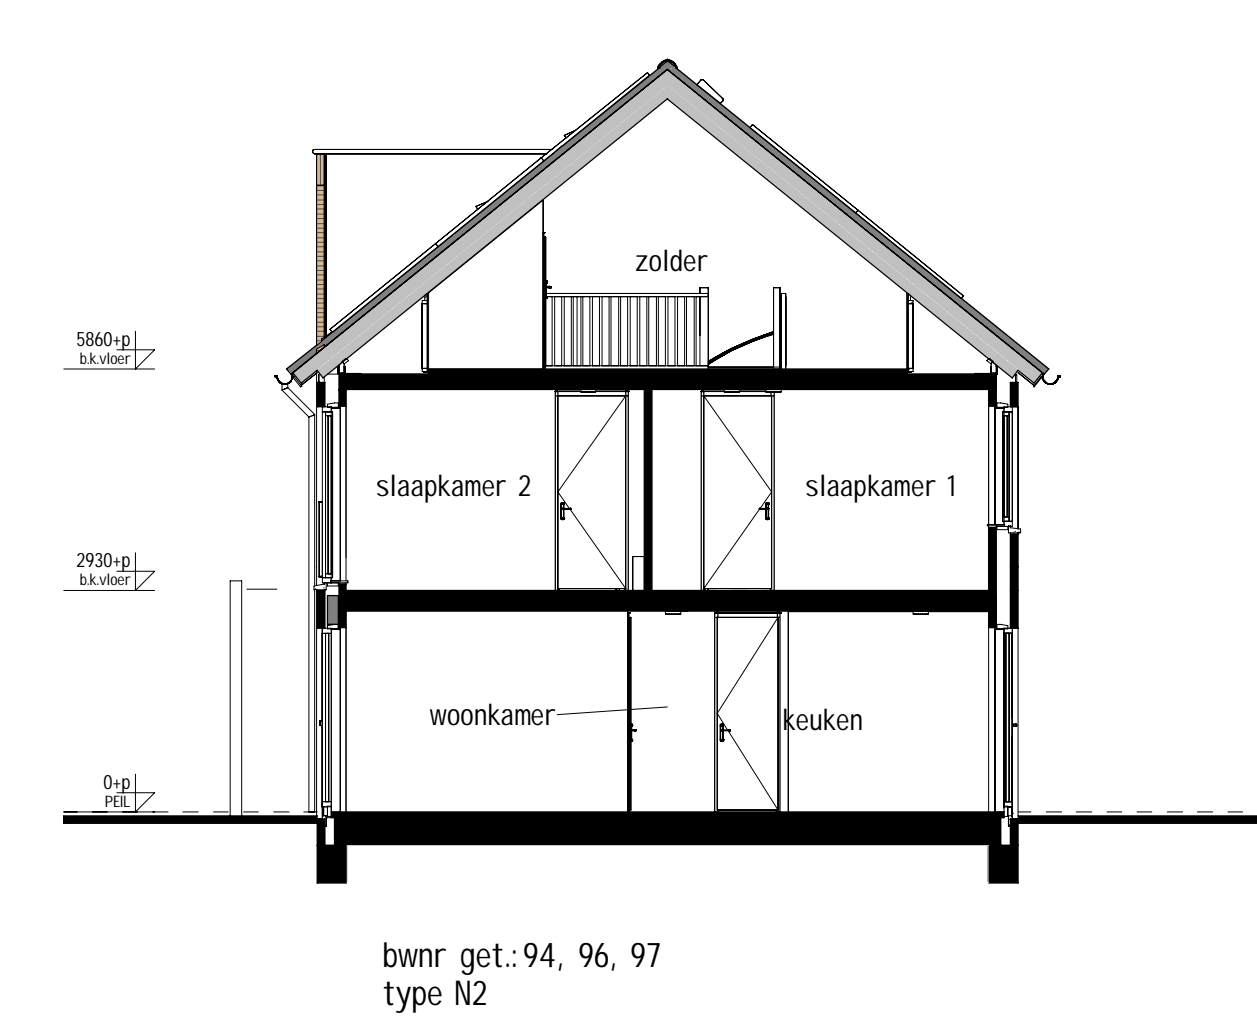 zolder
5860+p
b.k.vloer
slaapkamer 2
slaapkamer 1
2930+p
b.k.vloer
woonkamer
keuken
0+p
PEIL
bwnr get.: 94, 96, 97
type N2